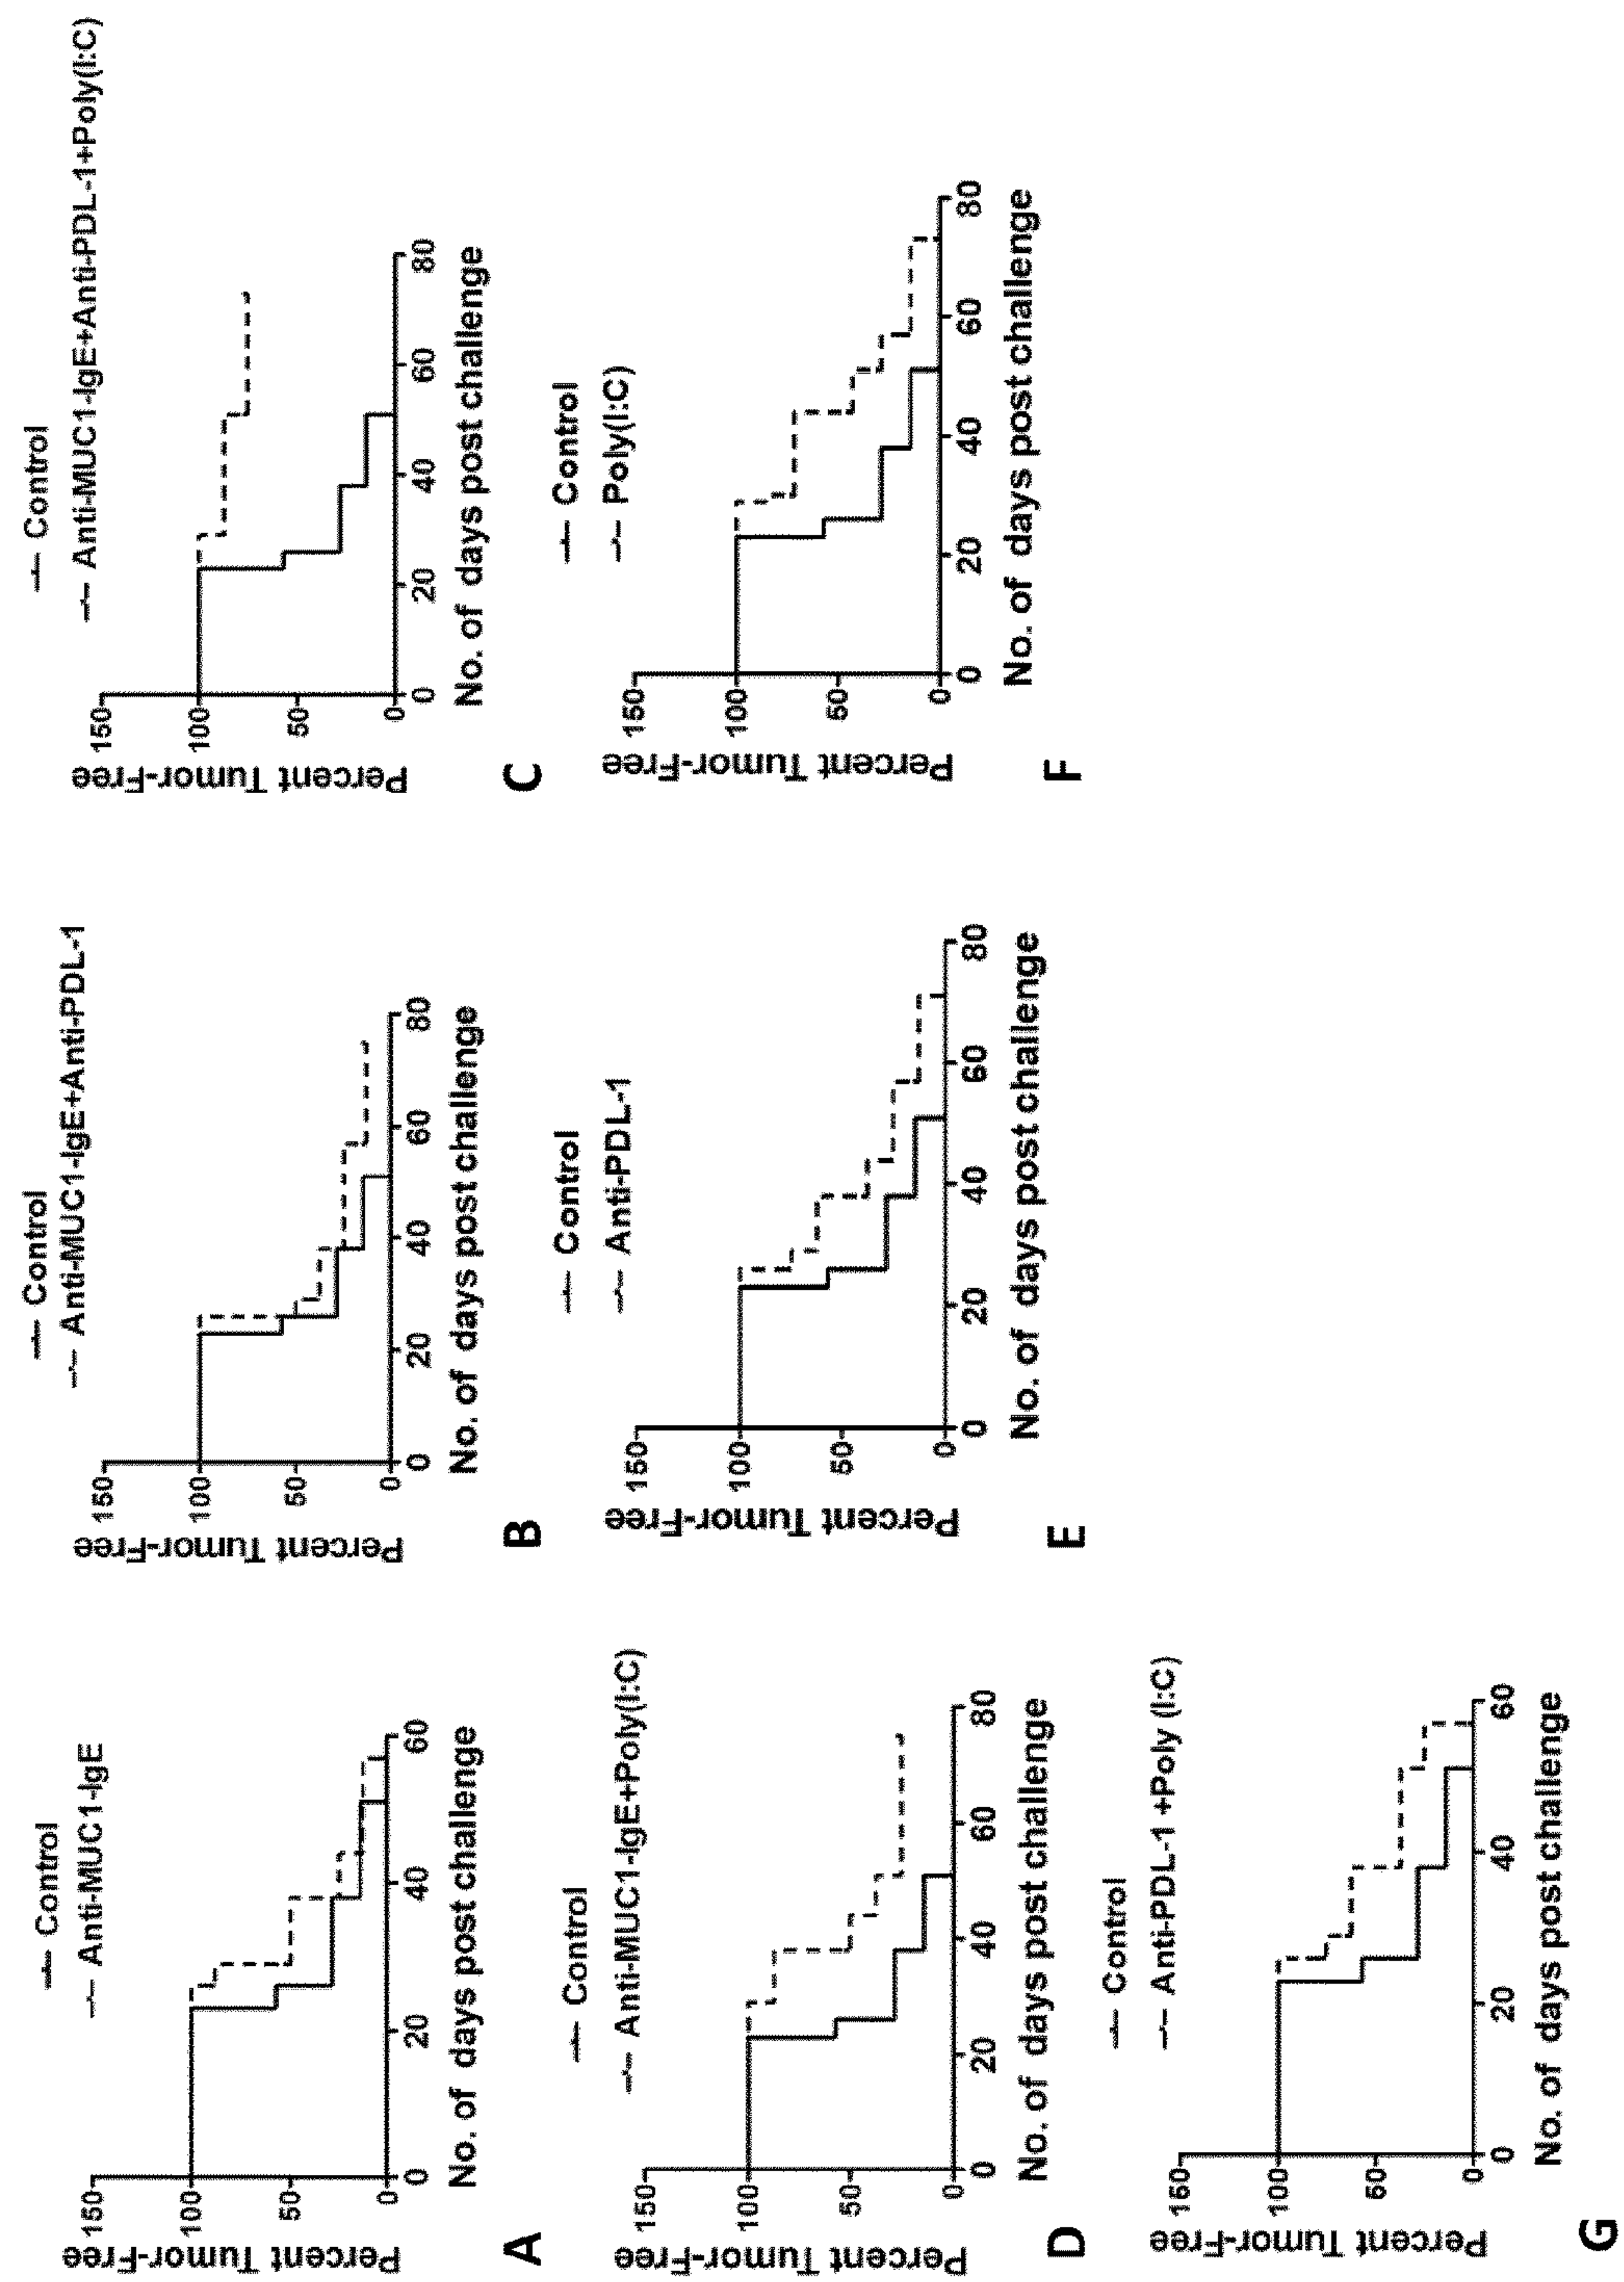 Control
Anti-MUC1-IgE
150
100
50
0
0
20
40
60
Percent Tumor-Free
No. of days post challenge
A
Control
Anti-MUC1-IgE+Anti-PDL-1
150
100
50
0
0
20
40
60
80
Percent Tumor-Free
No. of days post challenge
B
Control
Anti-MUC1-IgE+Anti-PDL-1+Poly(I:C)
150
100
50
0
0
20
40
60
80
Percent Tumor-Free
No. of days post challenge
C
Control
Anti-MUC1-IgE+Poly(I:C)
150
100
50
0
0
20
40
60
80
Percent Tumor-Free
No. of days post challenge
D
Control
Anti-PDL-1
150
100
50
0
0
20
40
60
80
Percent Tumor-Free
No. of days post challenge
E
Control
Poly(I:C)
150
100
50
0
0
20
40
60
80
Percent Tumor-Free
No. of days post challenge
F
Control
Anti-PDL-1 +Poly (I:C)
150
100
50
0
0
20
40
60
Percent Tumor-Free
No. of days post challenge
G